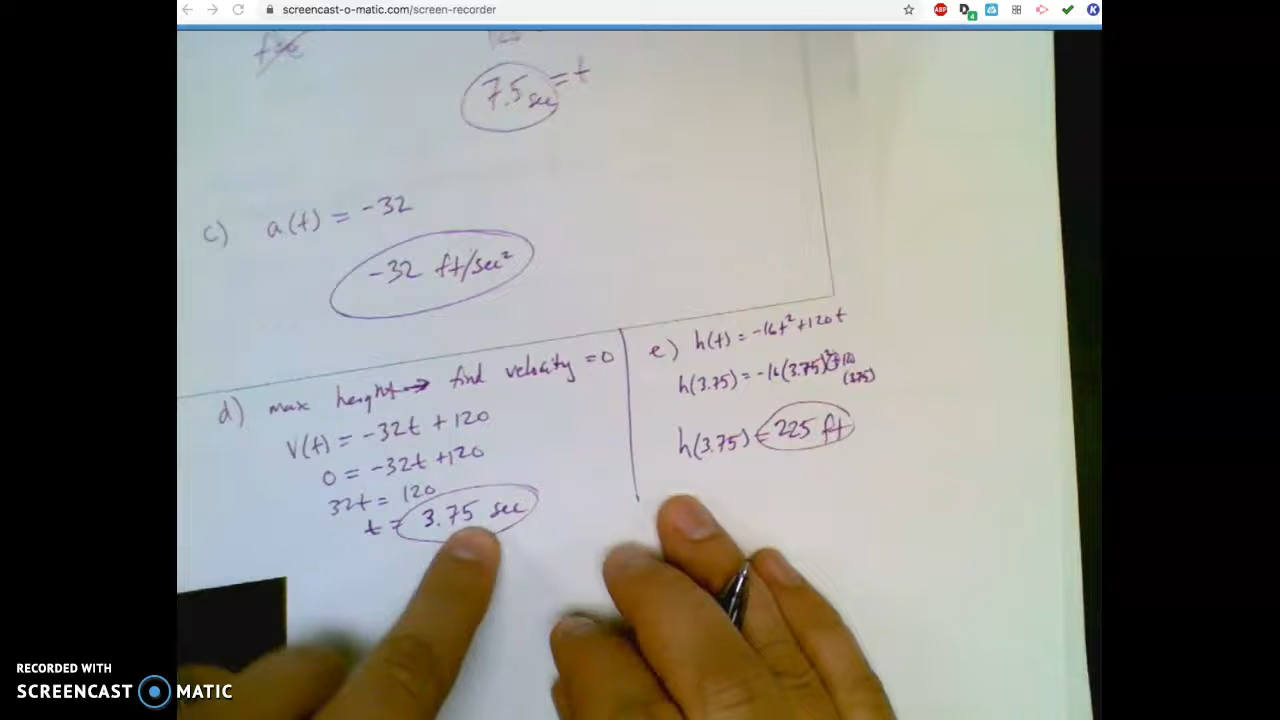 screencast-o-matic.com/screen-recorder
ABP
4
K
7.5 sec = t
c) a(t) = -32
-32 ft/sec²
d) max height → find velocity = 0
V(t) = -32t + 120
0 = -32t + 120
32t = 120
t = 3.75 sec
e) h(t) = -16t² + 120t
h(3.75) = -16(3.75)² + 120
(3.75)
h(3.75) = 225 ft
RECORDED WITH
SCREENCAST O MATIC